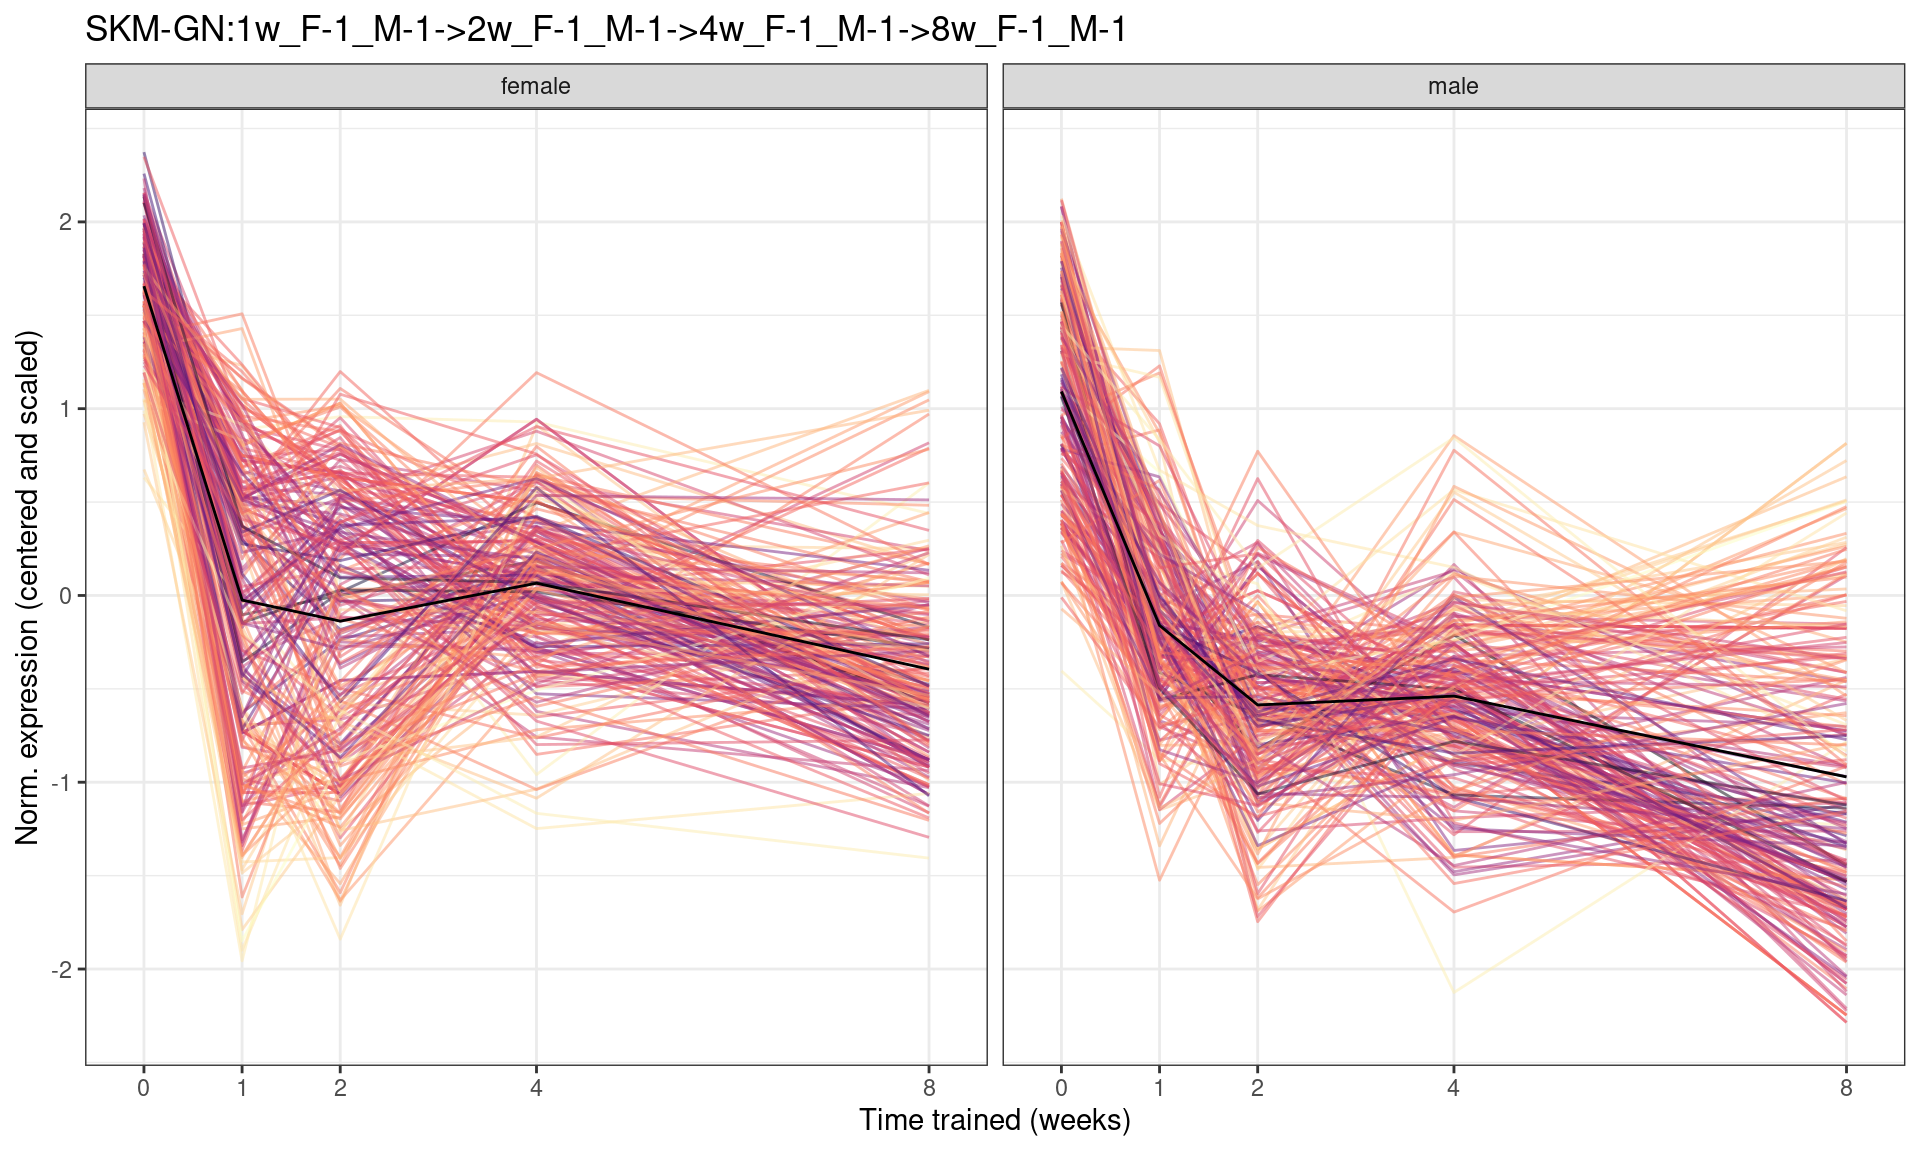 SKM-GN:1w_F-1_M-1->2w_F-1_M-1->4w_F-1_M-1->8w_F-1_M-1
female
male
Norm. expression (centered and scaled)
2
1
0
-1
-2
0 1 2 4 8
0 1 2 4 8
Time trained (weeks)